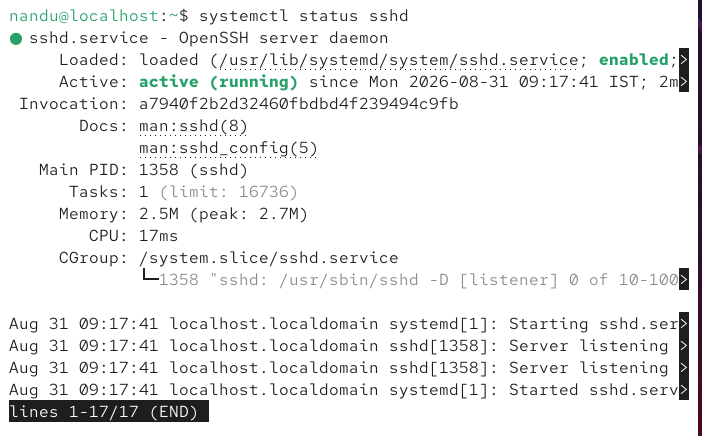 nandu@localhost:~$ systemctl status sshd
● sshd.service - OpenSSH server daemon
     Loaded: loaded (/usr/lib/systemd/system/sshd.service; enabled;>
     Active: active (running) since Mon 2026-08-31 09:17:41 IST; 2m>
 Invocation: a7940f2b2d32460fbdbd4f239494c9fb
       Docs: man:sshd(8)
             man:sshd_config(5)
   Main PID: 1358 (sshd)
      Tasks: 1 (limit: 16736)
     Memory: 2.5M (peak: 2.7M)
        CPU: 17ms
     CGroup: /system.slice/sshd.service
             └─1358 "sshd: /usr/sbin/sshd -D [listener] 0 of 10-100>

Aug 31 09:17:41 localhost.localdomain systemd[1]: Starting sshd.ser>
Aug 31 09:17:41 localhost.localdomain sshd[1358]: Server listening >
Aug 31 09:17:41 localhost.localdomain sshd[1358]: Server listening >
Aug 31 09:17:41 localhost.localdomain systemd[1]: Started sshd.serv>
lines 1-17/17 (END)